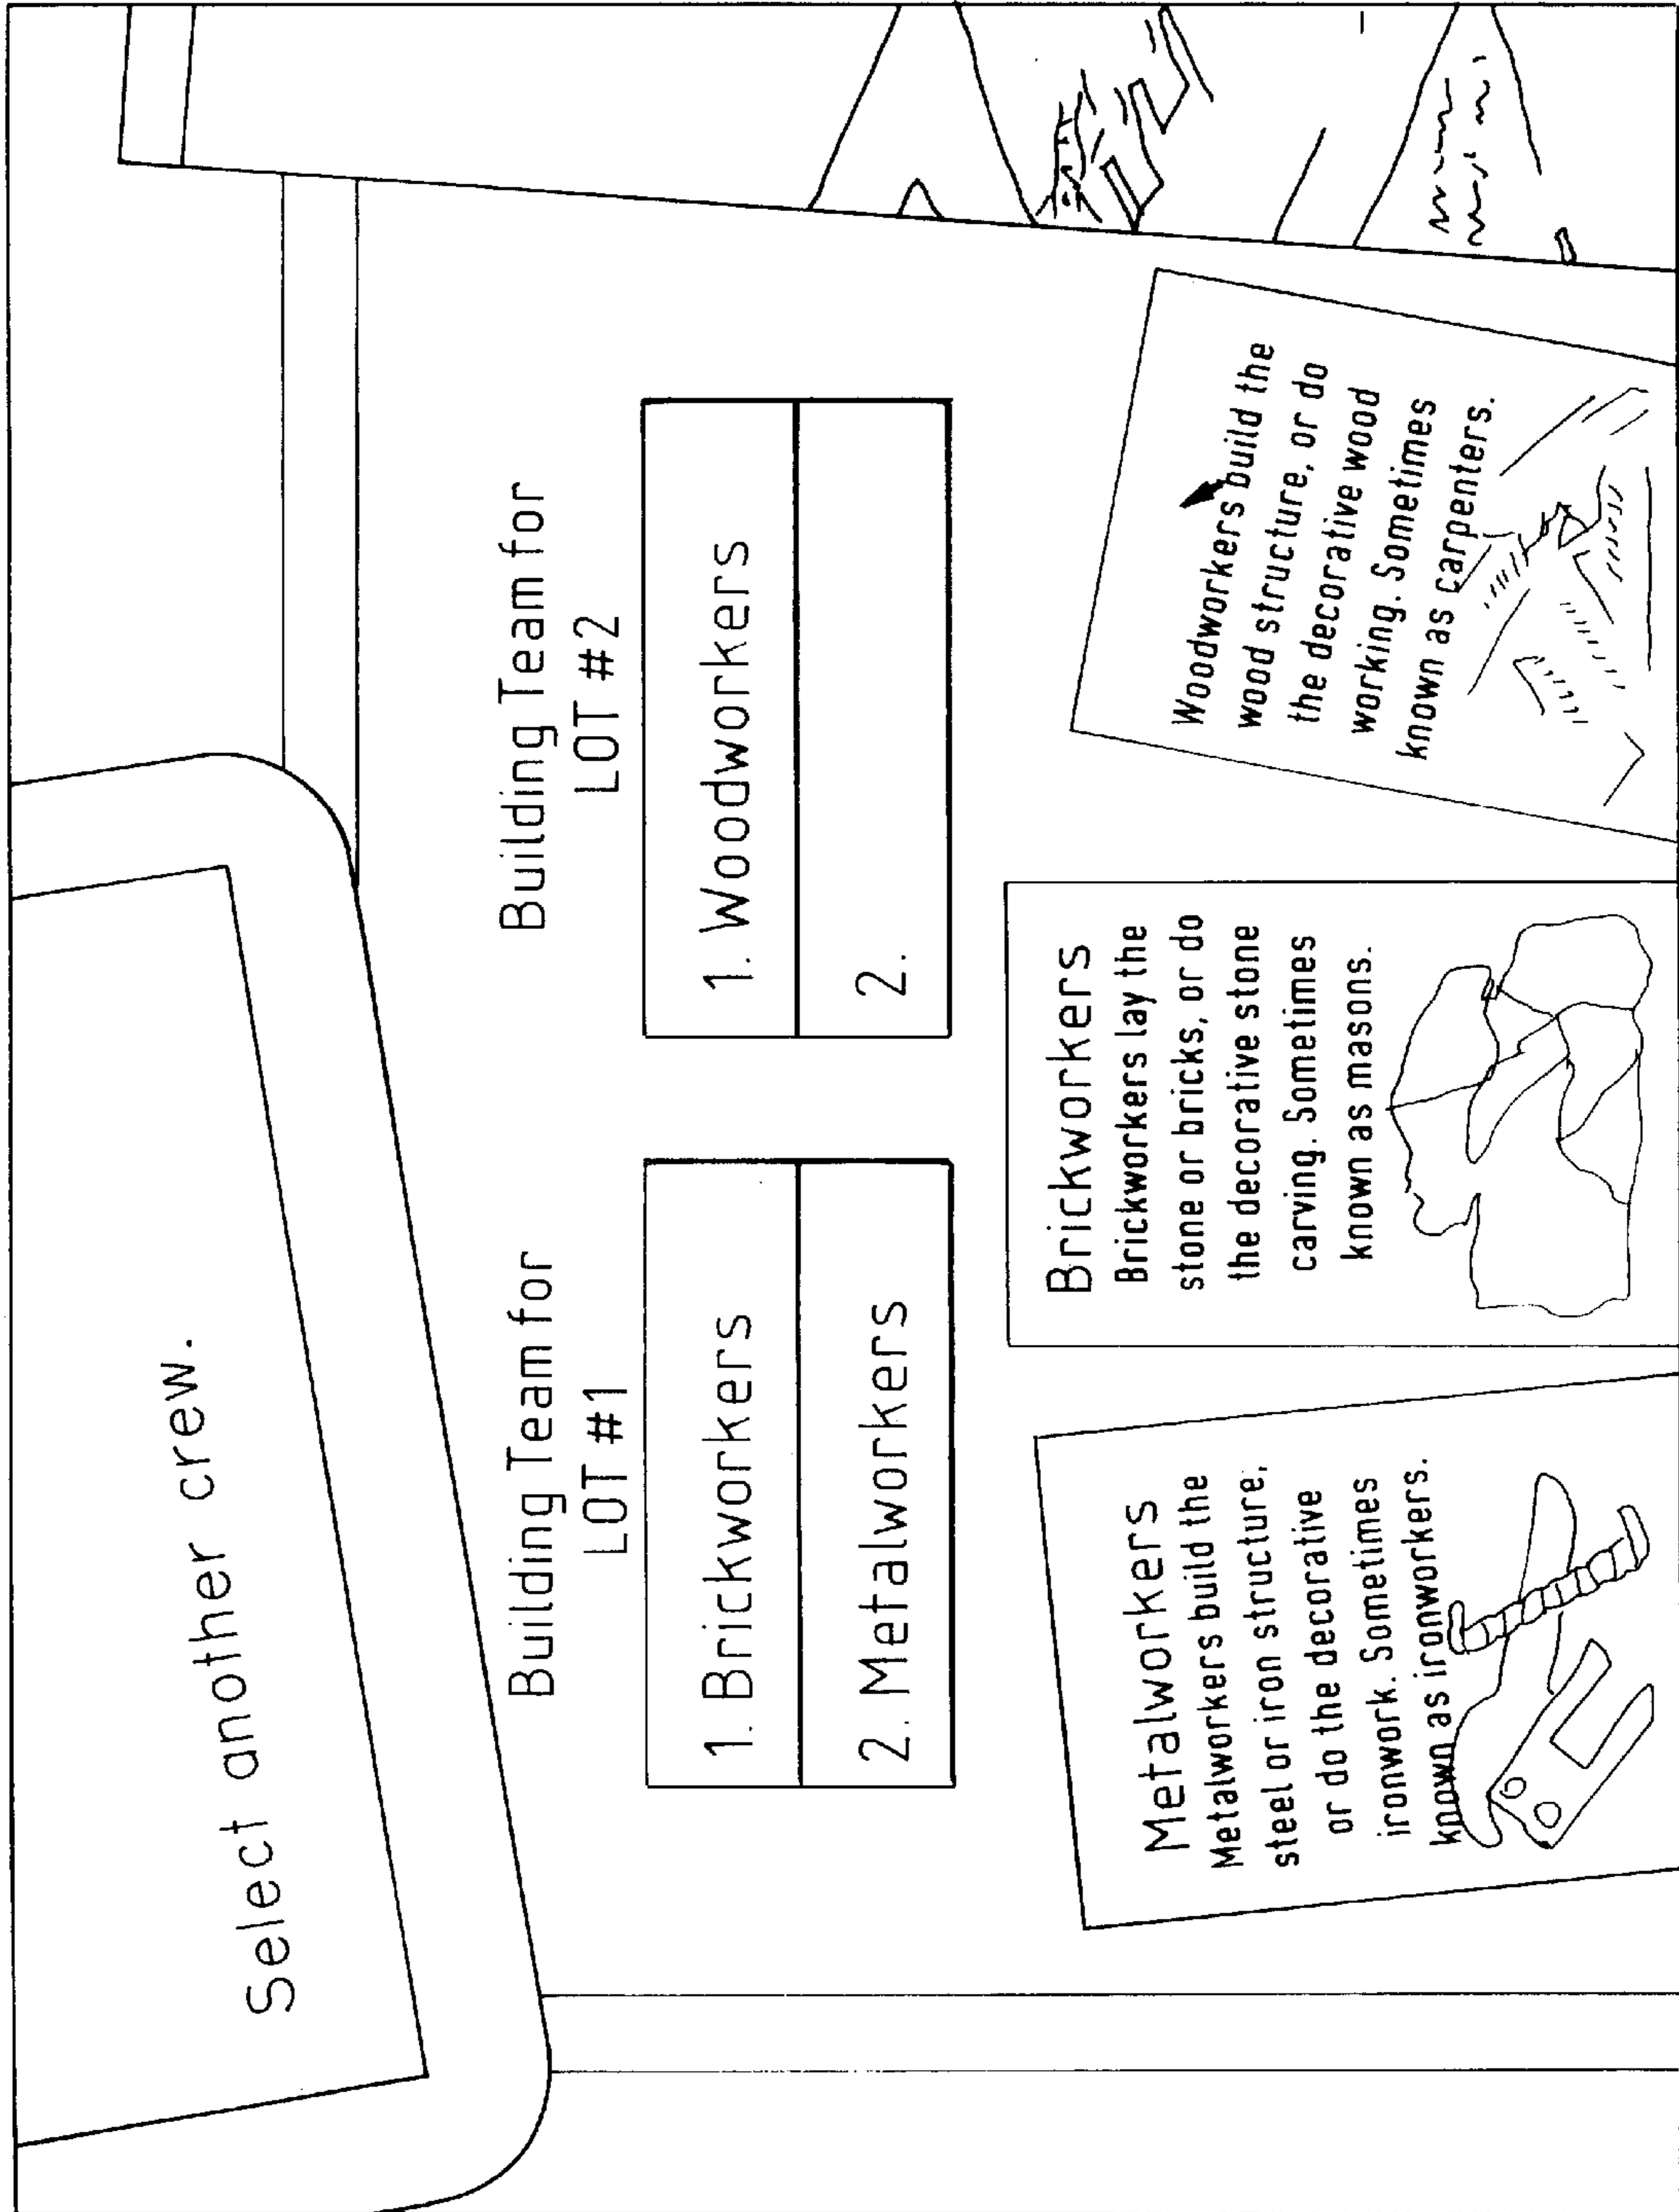 Select another crew.
Building Team for
LOT #1
1. Brickworkers
2. Metalworkers
Building Team for
LOT #2
1. Woodworkers
2.
Metalworkers
Metalworkers build the
steel or iron structure,
or do the decorative
ironwork. Sometimes
known as ironworkers.
Brickworkers
Brickworkers lay the
stone or bricks, or do
the decorative stone
carving. Sometimes
known as masons.
Woodworkers build the
wood structure, or do
the decorative wood
working. Sometimes
known as carpenters.